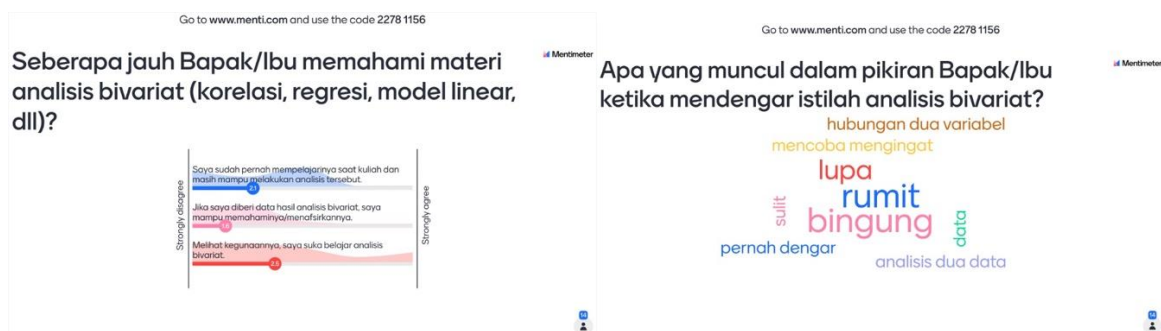 Go to www.menti.com and use the code 2278 1156
Mentimeter
Seberapa jauh Bapak/Ibu memahami materi
analisis bivariat (korelasi, regresi, model linear,
dll)?
Strongly disagree
Saya sudah pernah mempelajarinya saat kuliah dan
masih mampu melakukan analisis tersebut.
2.1
Jika saya diberi data hasil analisis bivariat, saya
mampu memahaminya/menafsirkannya.
Melihat kegunaannya, saya suka belajar analisis
bivariat.
2.5
Strongly agree
14
Go to www.menti.com and use the code 2278 1156
Mentimeter
Apa yang muncul dalam pikiran Bapak/Ibu
ketika mendengar istilah analisis bivariat?
hubungan dua variabel
mencoba mengingat
lupa
rumit
sulit
bingung
data
pernah dengar
analisis dua data
14